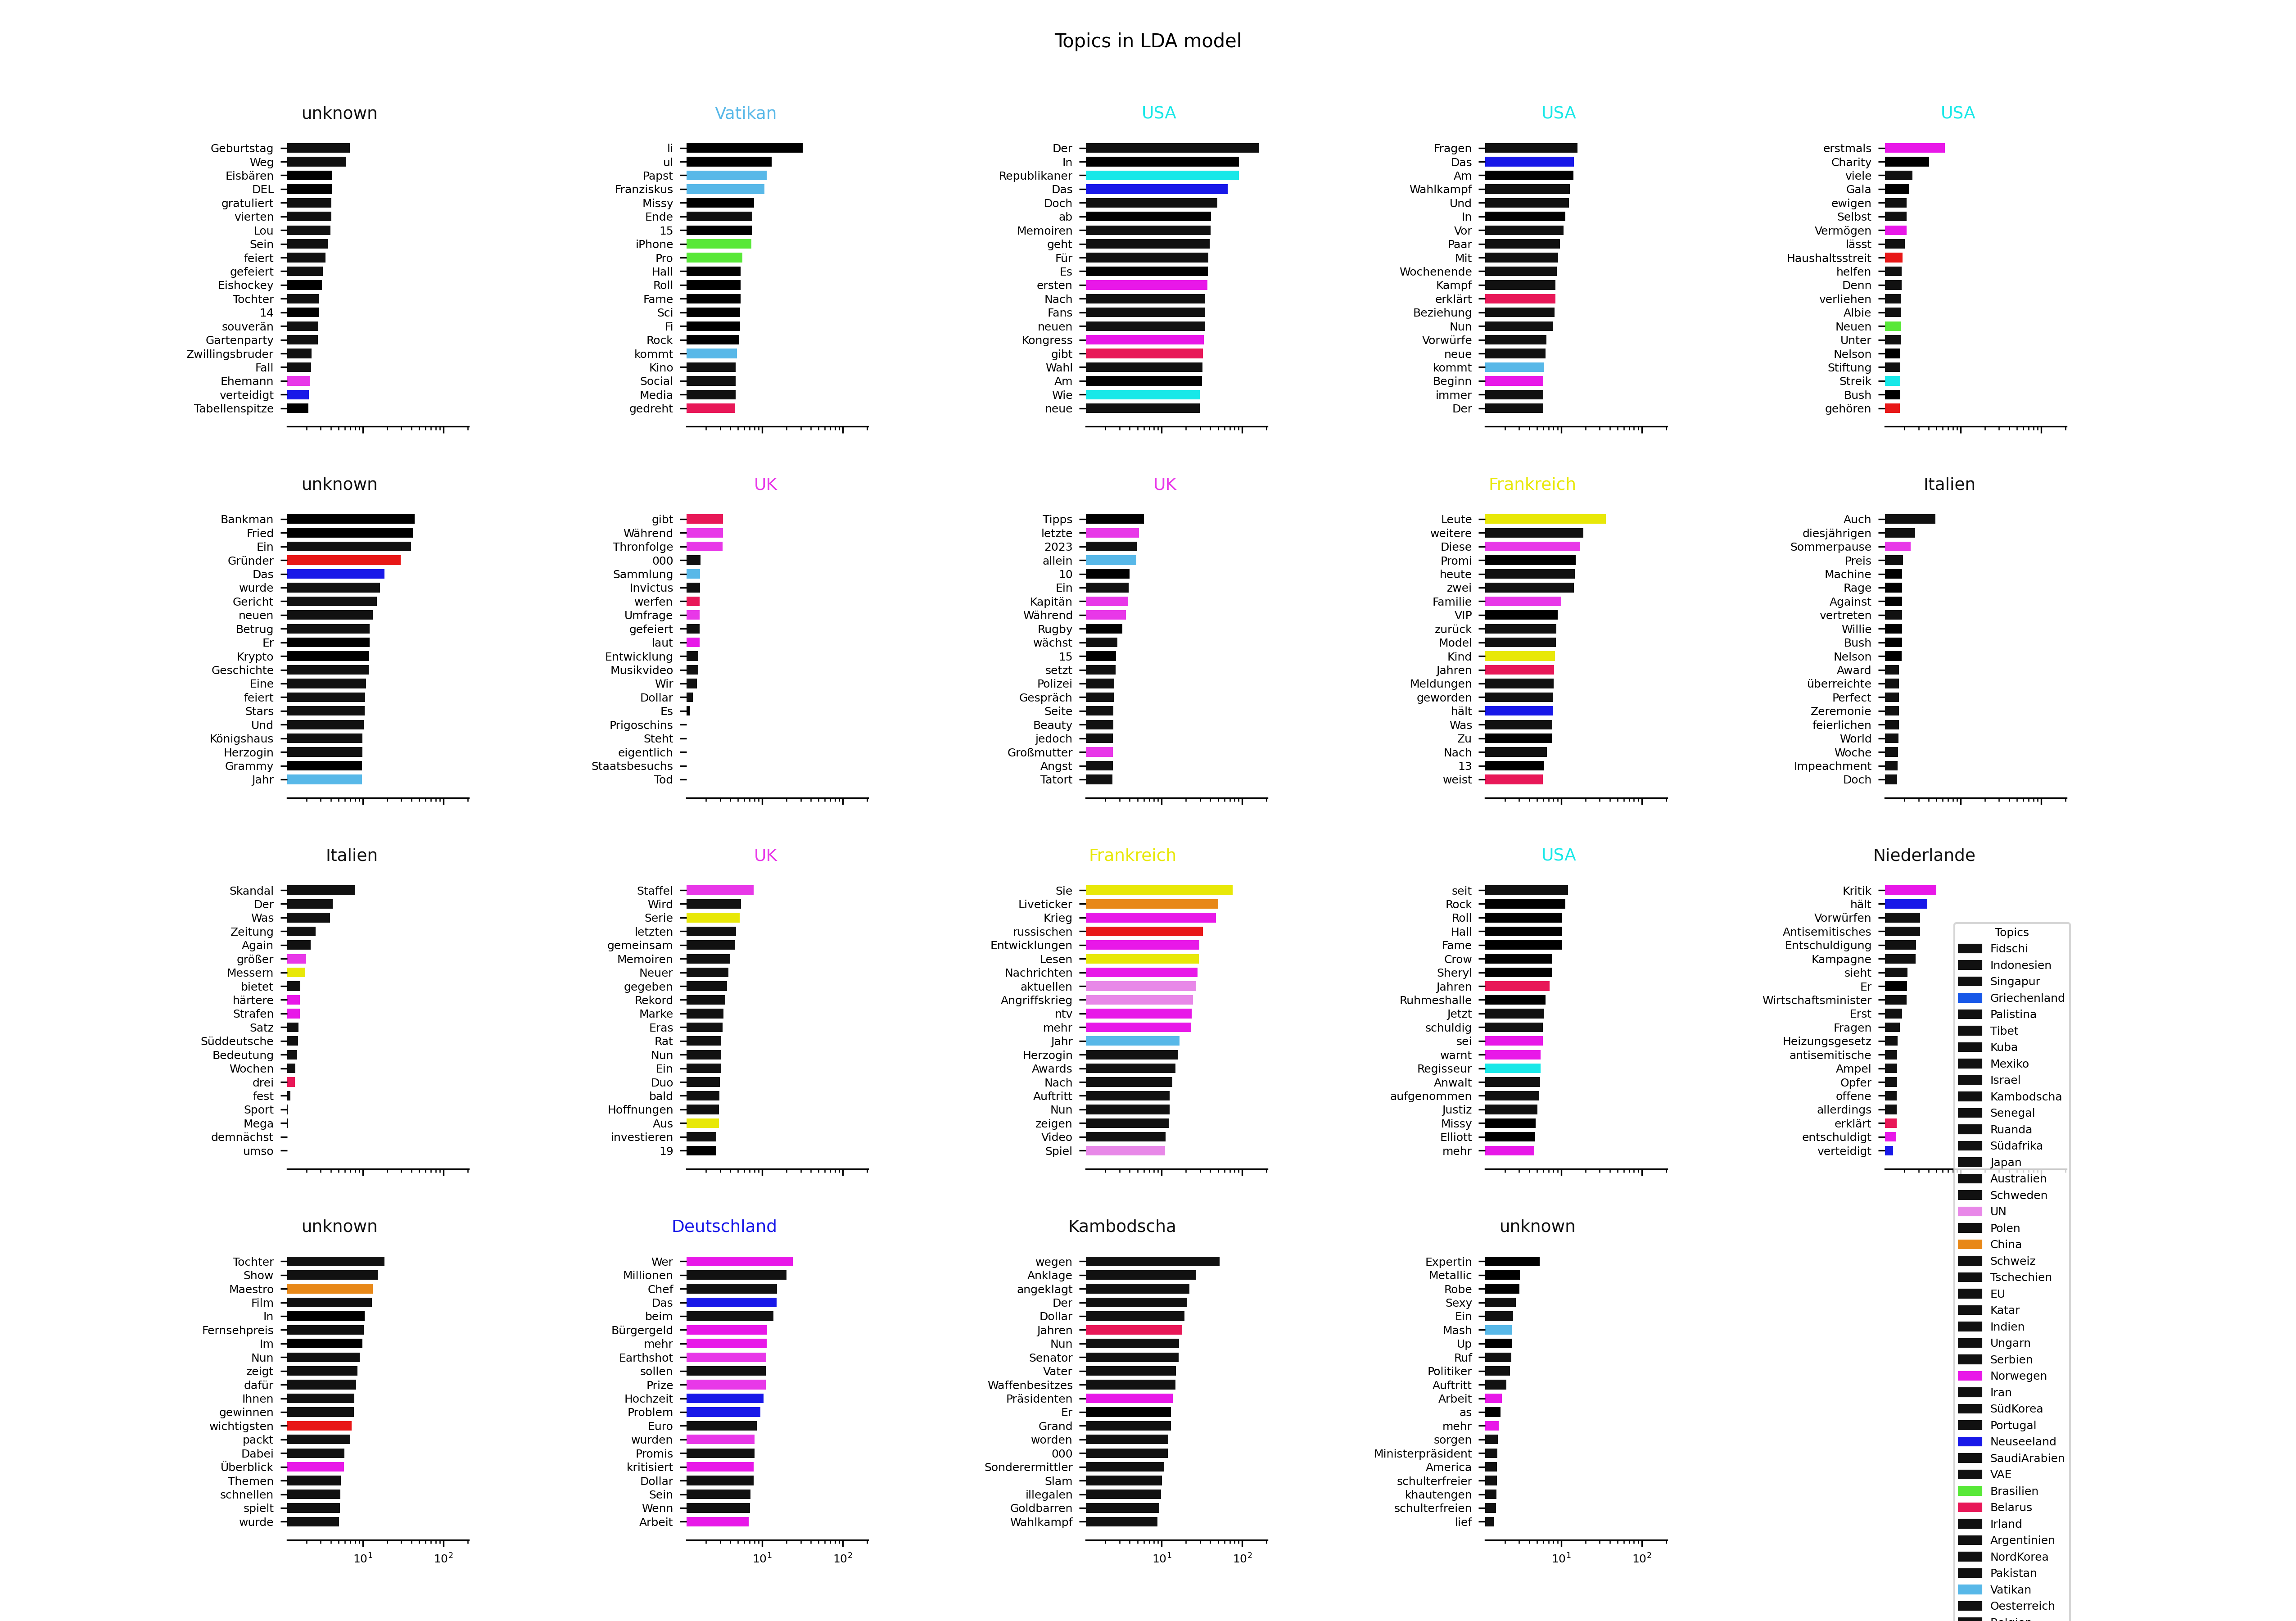 Topics in LDA model
unknown
Geburtstag
Weg
Eisbären
DEL
gratuliert
vierten
Lou
Sein
feiert
gefeiert
Eishockey
Tochter
14
souverän
Gartenparty
Zwillingsbruder
Fall
Ehemann
verteidigt
Tabellenspitze
Vatikan
li
ul
Papst
Franziskus
Missy
Ende
15
iPhone
Pro
Hall
Roll
Fame
Sci
Fi
Rock
kommt
Kino
Social
Media
gedreht
USA
Der
In
Republikaner
Das
Doch
ab
Memoiren
geht
Für
Es
ersten
Nach
Fans
neuen
Kongress
gibt
Wahl
Am
Wie
neue
USA
Fragen
Das
Am
Wahlkampf
Und
In
Vor
Paar
Mit
Wochenende
Kampf
erklärt
Beziehung
Nun
Vorwürfe
neue
kommt
Beginn
immer
Der
USA
erstmals
Charity
viele
Gala
ewigen
Selbst
Vermögen
lässt
Haushaltsstreit
helfen
Denn
verliehen
Albie
Neuen
Unter
Nelson
Stiftung
Streik
Bush
gehören
unknown
Bankman
Fried
Ein
Gründer
Das
wurde
Gericht
neuen
Betrug
Er
Krypto
Geschichte
Eine
feiert
Stars
Und
Königshaus
Herzogin
Grammy
Jahr
UK
gibt
Während
Thronfolge
000
Sammlung
Invictus
werfen
Umfrage
gefeiert
laut
Entwicklung
Musikvideo
Wir
Dollar
Es
Prigoschins
Steht
eigentlich
Staatsbesuchs
Tod
UK
Tipps
letzte
2023
allein
10
Ein
Kapitän
Während
Rugby
wächst
15
setzt
Polizei
Gespräch
Seite
Beauty
jedoch
Großmutter
Angst
Tatort
Frankreich
Leute
weitere
Diese
Promi
heute
zwei
Familie
VIP
zurück
Model
Kind
Jahren
Meldungen
geworden
hält
Was
Zu
Nach
13
weist
Italien
Auch
diesjährigen
Sommerpause
Preis
Machine
Rage
Against
vertreten
Willie
Bush
Nelson
Award
überreichte
Perfect
Zeremonie
feierlichen
World
Woche
Impeachment
Doch
Italien
Skandal
Der
Was
Zeitung
Again
größer
Messern
bietet
härtere
Strafen
Satz
Süddeutsche
Bedeutung
Wochen
drei
fest
Sport
Mega
demnächst
umso
UK
Staffel
Wird
Serie
letzten
gemeinsam
Memoiren
Neuer
gegeben
Rekord
Marke
Eras
Rat
Nun
Ein
Duo
bald
Hoffnungen
Aus
investieren
19
Frankreich
Sie
Liveticker
Krieg
russischen
Entwicklungen
Lesen
Nachrichten
aktuellen
Angriffskrieg
ntv
mehr
Jahr
Herzogin
Awards
Nach
Auftritt
Nun
zeigen
Video
Spiel
USA
seit
Rock
Roll
Hall
Fame
Crow
Sheryl
Jahren
Ruhmeshalle
Jetzt
schuldig
sei
warnt
Regisseur
Anwalt
aufgenommen
Justiz
Missy
Elliott
mehr
Niederlande
Kritik
hält
Vorwürfen
Antisemitisches
Entschuldigung
Kampagne
sieht
Er
Wirtschaftsminister
Erst
Fragen
Heizungsgesetz
antisemitische
Ampel
Opfer
offene
allerdings
erklärt
entschuldigt
verteidigt
unknown
Tochter
Show
Maestro
Film
In
Fernsehpreis
Im
Nun
zeigt
dafür
Ihnen
gewinnen
wichtigsten
packt
Dabei
Überblick
Themen
schnellen
spielt
wurde
10^1 10^2
Deutschland
Wer
Millionen
Chef
Das
beim
Bürgergeld
mehr
Earthshot
sollen
Prize
Hochzeit
Problem
Euro
wurden
Promis
kritisiert
Dollar
Sein
Wenn
Arbeit
10^1 10^2
Kambodscha
wegen
Anklage
angeklagt
Der
Dollar
Jahren
Nun
Senator
Vater
Waffenbesitzes
Präsidenten
Er
Grand
worden
000
Sonderermittler
Slam
illegalen
Goldbarren
Wahlkampf
10^1 10^2
unknown
Expertin
Metallic
Robe
Sexy
Ein
Mash
Up
Ruf
Politiker
Auftritt
Arbeit
as
mehr
sorgen
Ministerpräsident
America
schulterfreier
khautengen
schulterfreien
lief
10^1 10^2
Topics
Fidschi
Indonesien
Singapur
Griechenland
Palistina
Tibet
Kuba
Mexiko
Israel
Kambodscha
Senegal
Ruanda
Südafrika
Japan
Australien
Schweden
UN
Polen
China
Schweiz
Tschechien
EU
Katar
Indien
Ungarn
Serbien
Norwegen
Iran
SüdKorea
Portugal
Neuseeland
SaudiArabien
VAE
Brasilien
Belarus
Irland
Argentinien
NordKorea
Pakistan
Vatikan
Oesterreich